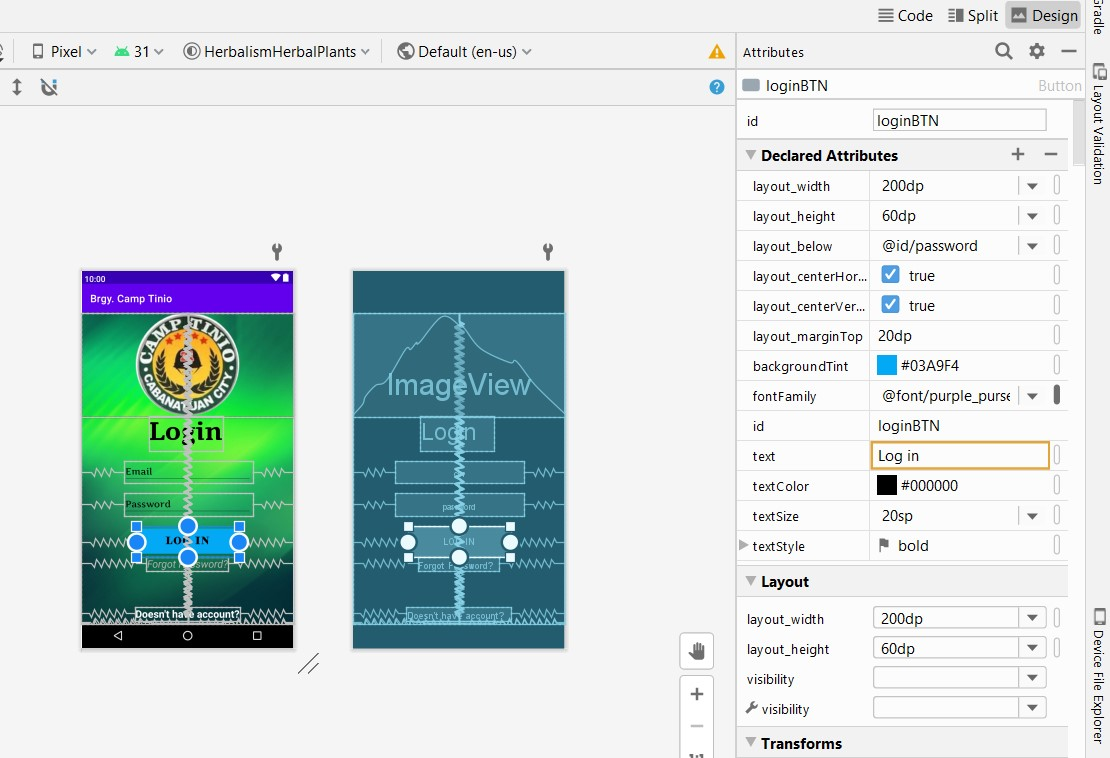 Code Split Design
Pixel 31 HerbalismHerbalPlants Default (en-us)
Attributes
loginBTN Button
id loginBTN
Declared Attributes
layout_width 200dp
layout_height 60dp
layout_below @id/password
layout_centerHor... true
layout_centerVer... true
layout_marginTop 20dp
backgroundTint #03A9F4
fontFamily @font/purple_purse
id loginBTN
text Log in
textColor #000000
textSize 20sp
textStyle bold
Layout
layout_width 200dp
layout_height 60dp
visibility
visibility
Transforms
10:00
Brgy. Camp Tinio
CAMP TINIO
CABANATUAN CITY
Login
Email
Password
LOG IN
Forgot Password?
Doesn't have account?
ImageView
Login
password
LOG IN
Forgot Password?
Doesn't have account?
1:1
Gradle
Layout Validation
Device File Explorer